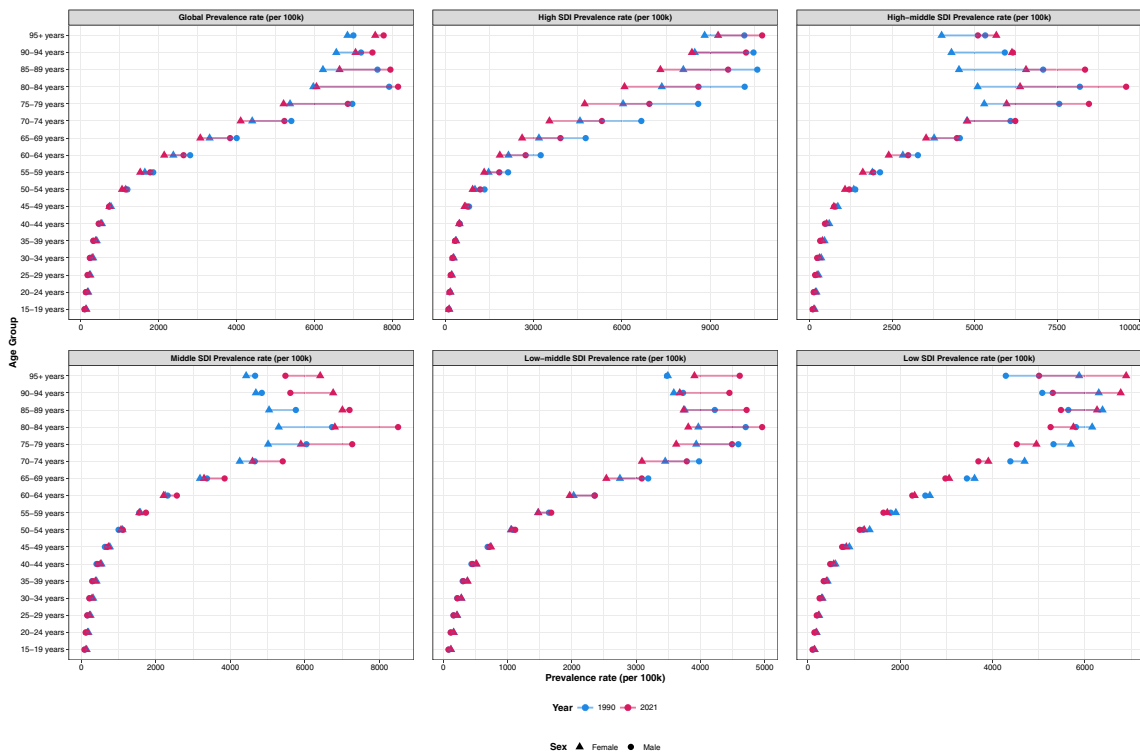 Global Prevalence rate (per 100k)
High SDI Prevalence rate (per 100k)
High−middle SDI Prevalence rate (per 100k)
95+ years
90−94 years
85−89 years
80−84 years
75−79 years
70−74 years
65−69 years
60−64 years
55−59 years
50−54 years
45−49 years
40−44 years
35−39 years
30−34 years
25−29 years
20−24 years
15−19 years
0 2000 4000 6000 8000
0 3000 6000 9000
0 2500 5000 7500 10000
Age Group
Middle SDI Prevalence rate (per 100k)
Low−middle SDI Prevalence rate (per 100k)
Low SDI Prevalence rate (per 100k)
95+ years
90−94 years
85−89 years
80−84 years
75−79 years
70−74 years
65−69 years
60−64 years
55−59 years
50−54 years
45−49 years
40−44 years
35−39 years
30−34 years
25−29 years
20−24 years
15−19 years
0 2000 4000 6000 8000
0 1000 2000 3000 4000 5000
0 2000 4000 6000
Prevalence rate (per 100k)
Year 1990 2021
Sex Female Male